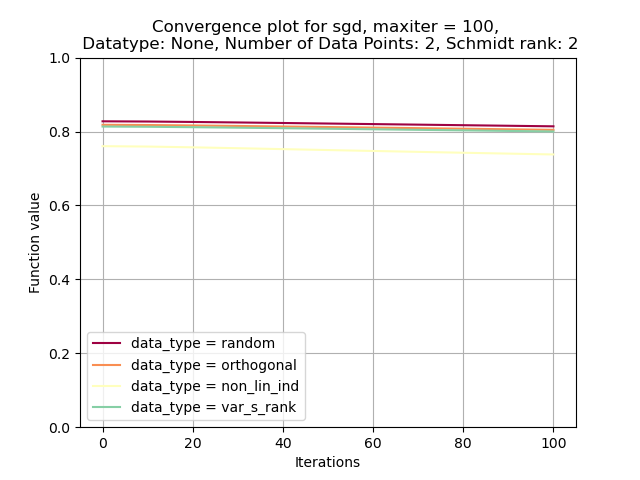 Convergence plot for sgd, maxiter = 100,
Datatype: None, Number of Data Points: 2, Schmidt rank: 2
Function value
1.0
0.8
0.6
0.4
0.2
0.0
data_type = random
data_type = orthogonal
data_type = non_lin_ind
data_type = var_s_rank
0 20 40 60 80 100
Iterations